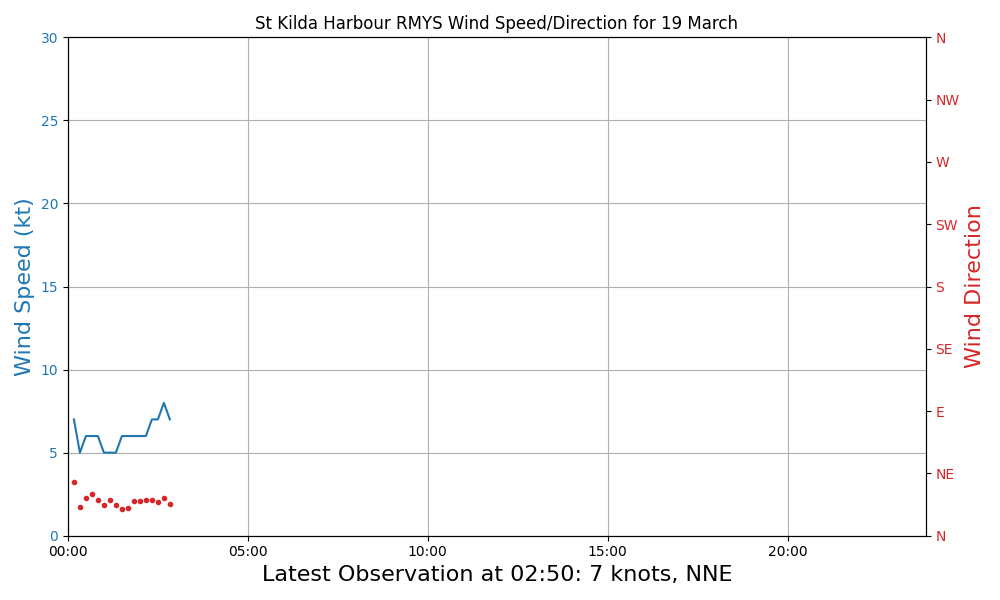 St Kilda Harbour RMYS Wind Speed/Direction for 19 March
30
25
20
15
10
5
0
Wind Speed (kt)
N
NW
W
SW
S
SE
E
NE
N
Wind Direction
00:00
05:00
10:00
15:00
20:00
Latest Observation at 02:50: 7 knots, NNE